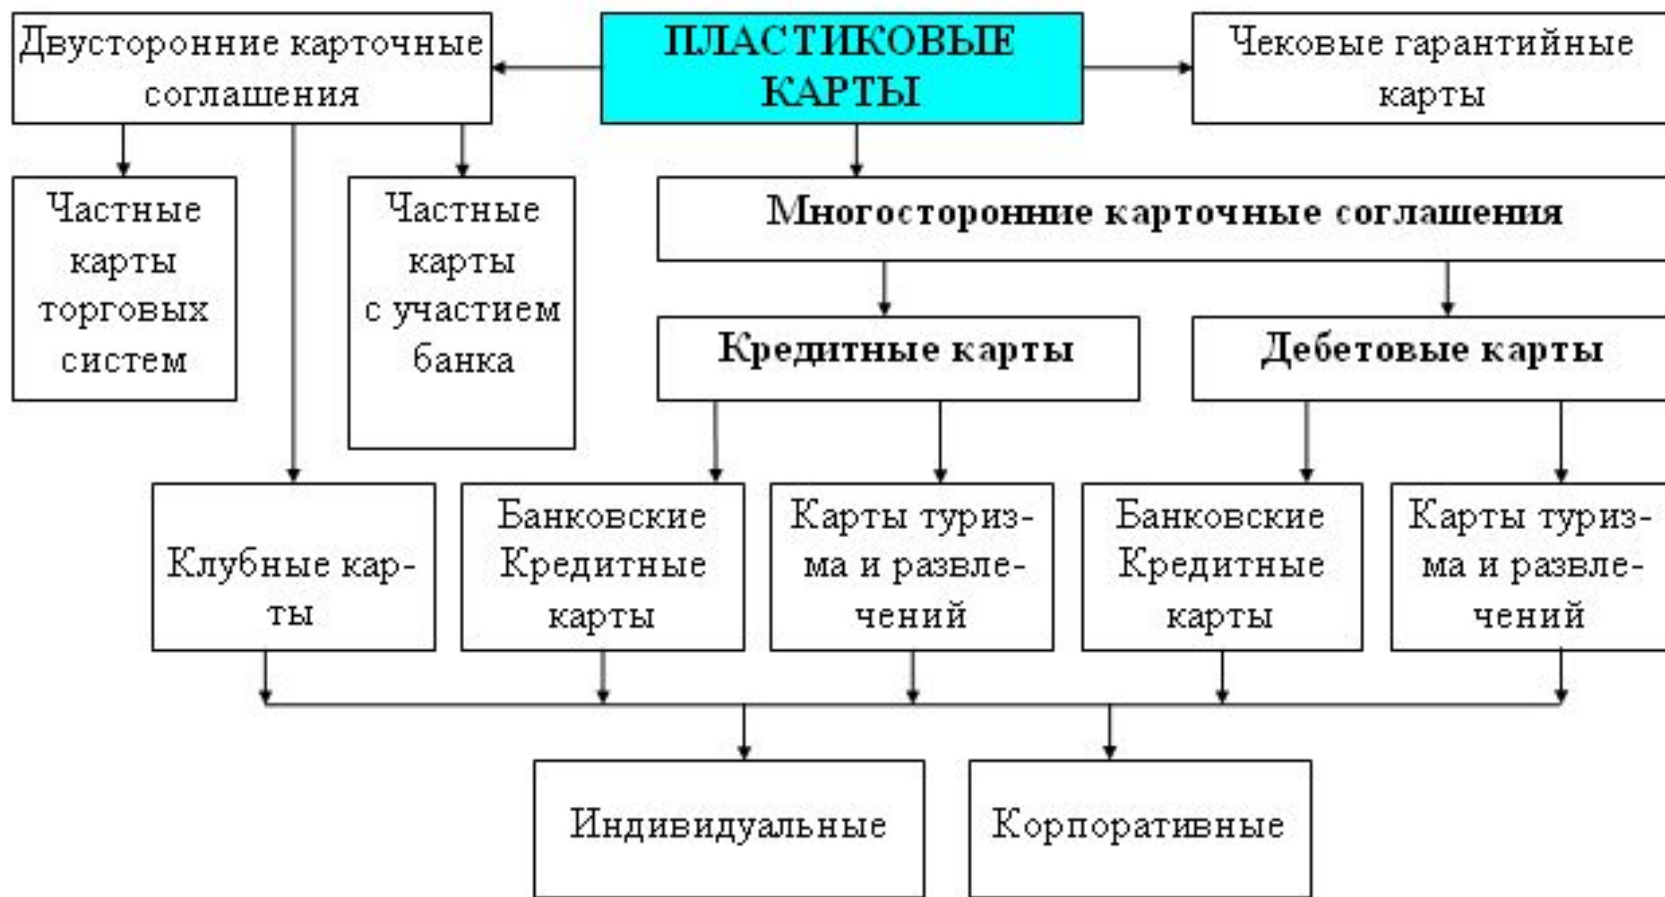 Двусторонние карточные
соглашения
ПЛАСТИКОВЫЕ
КАРТЫ
Чековые гарантийные
карты
Частные
карты
торговых
систем
Частные
карты
с участием
банка
Многосторонние карточные соглашения
Кредитные карты
Дебетовые карты
Клубные кар-
ты
Банковские
Кредитные
карты
Карты туриз-
ма и развле-
чений
Банковские
Кредитные
карты
Карты туриз-
ма и развле-
чений
Индивидуальные
Корпоративные